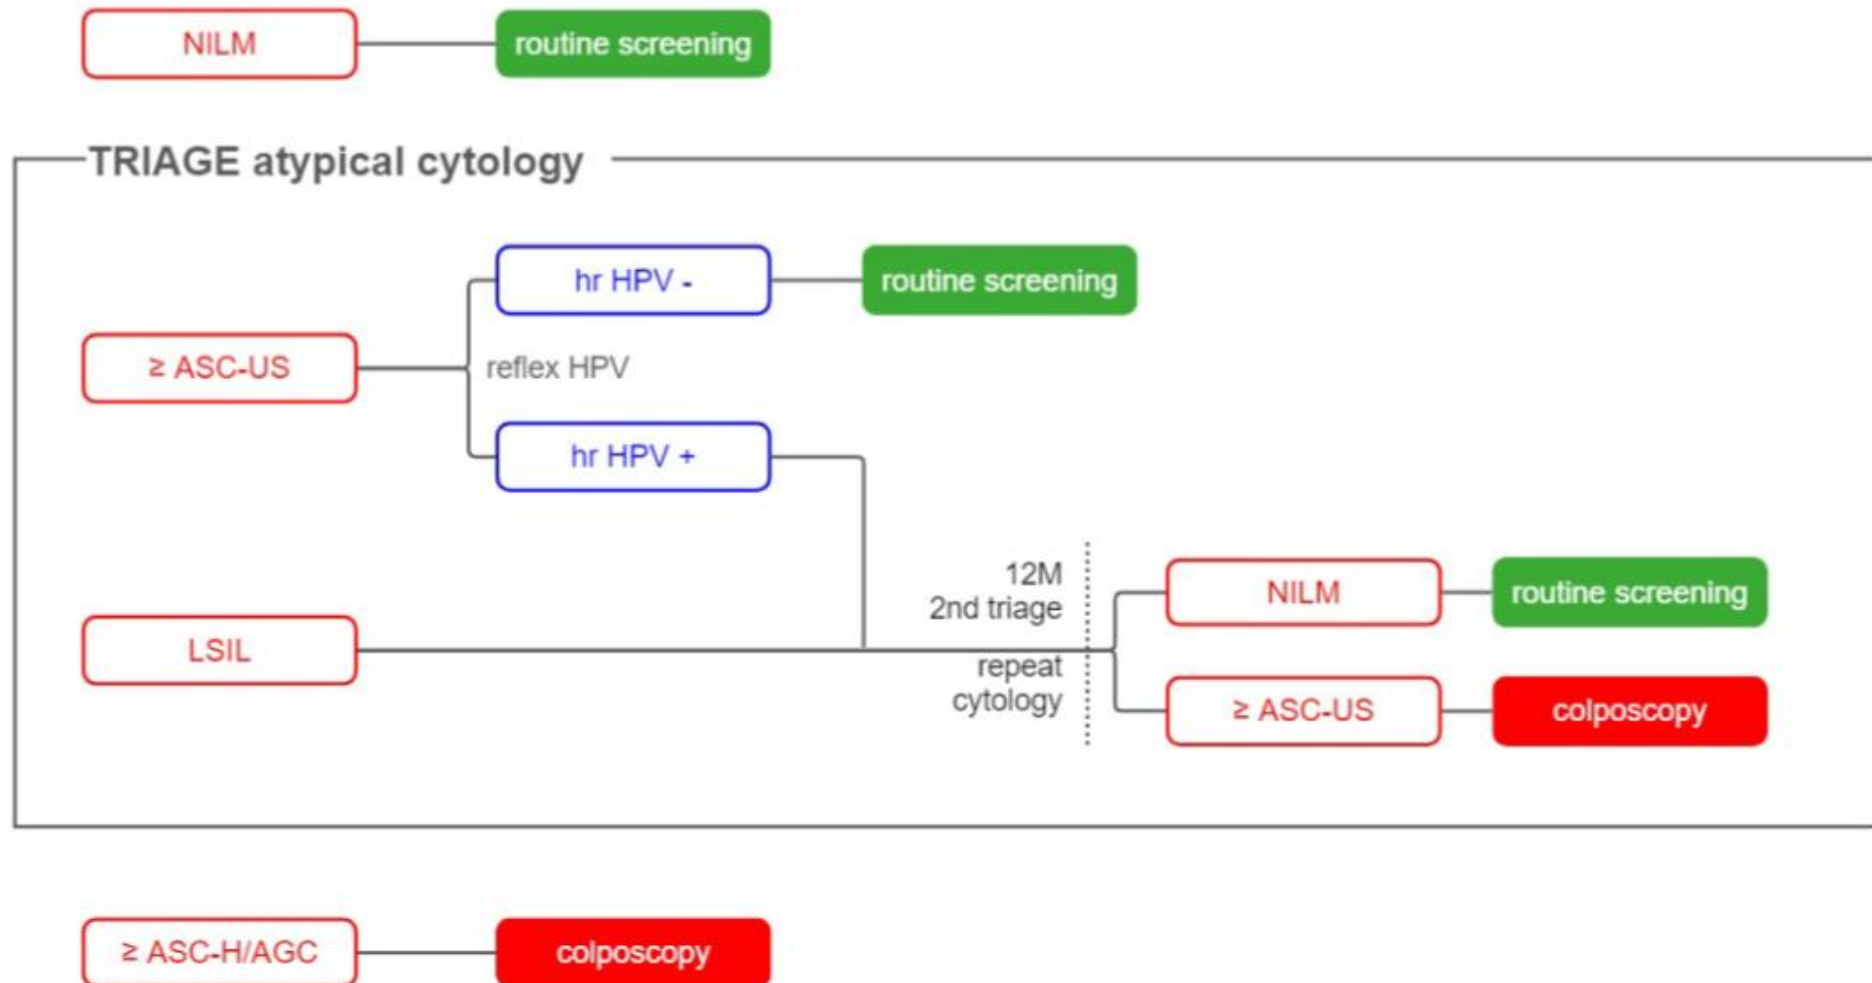 NILM
routine screening
TRIAGE atypical cytology
hr HPV -
routine screening
≥ ASC-US
reflex HPV
hr HPV +
12M
2nd triage
NILM
routine screening
LSIL
repeat
cytology
≥ ASC-US
colposcopy
≥ ASC-H/AGC
colposcopy